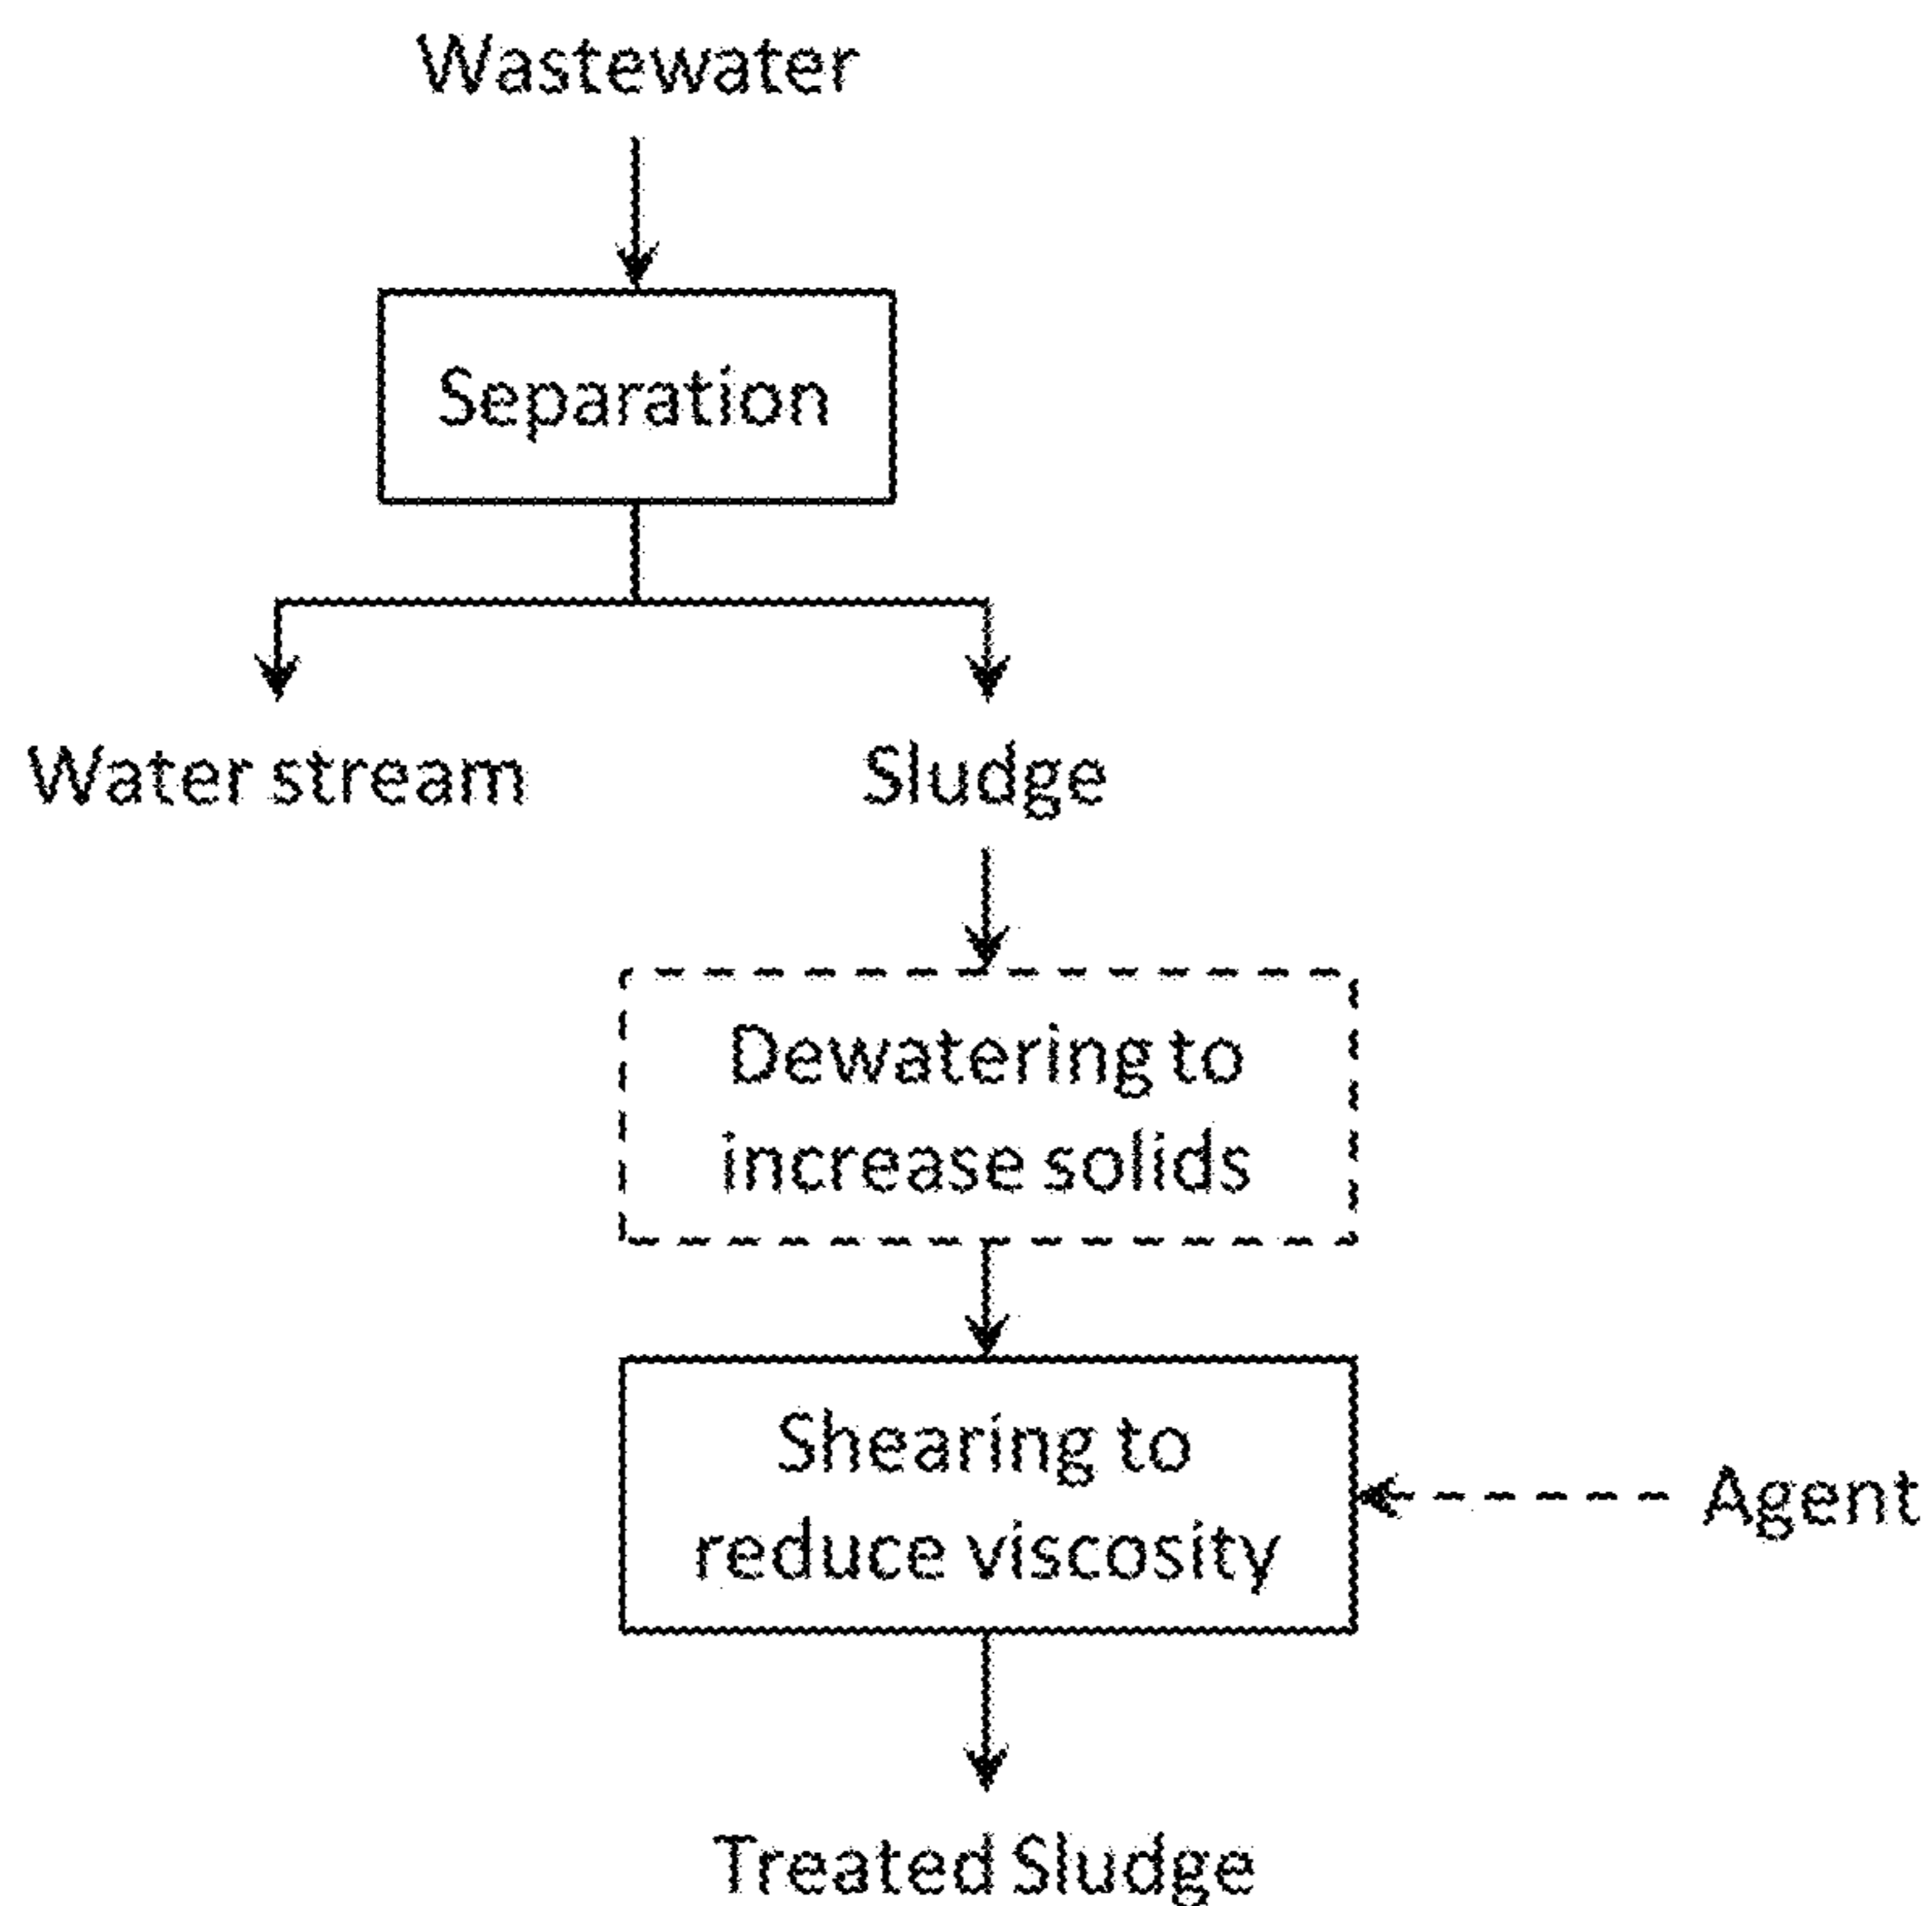 Wastewater
Separation
Water stream
Sludge
Dewatering to
increase solids
Shearing to
reduce viscosity
Agent
Treated Sludge